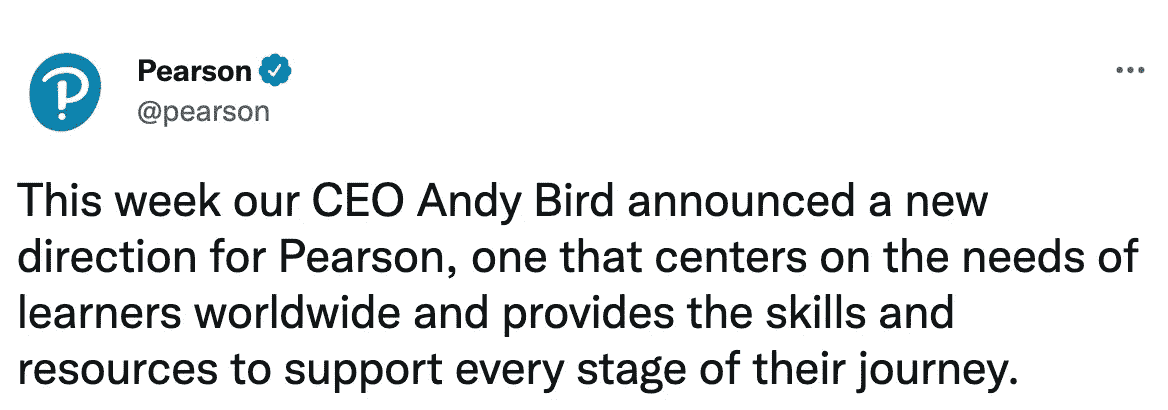 Pearson
@pearson
This week our CEO Andy Bird announced a new
direction for Pearson, one that centers on the needs of
learners worldwide and provides the skills and
resources to support every stage of their journey.